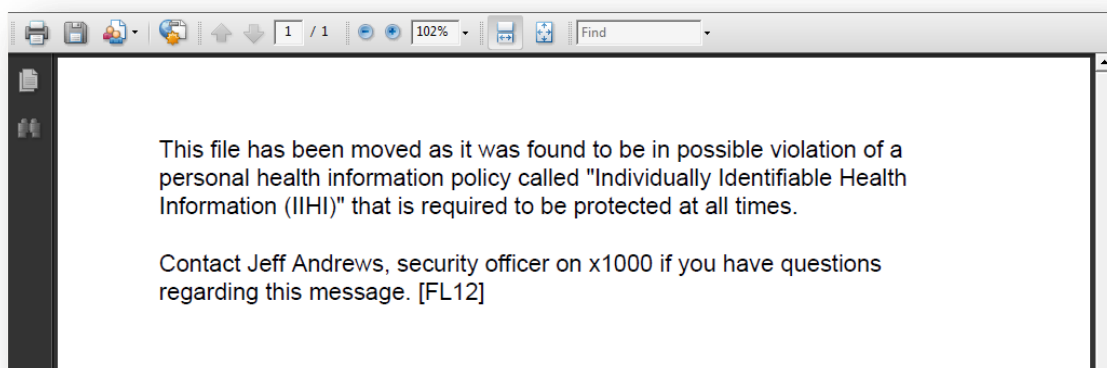 1 / 1 102% Find
This file has been moved as it was found to be in possible violation of a
personal health information policy called "Individually Identifiable Health
Information (IIHI)" that is required to be protected at all times.
Contact Jeff Andrews, security officer on x1000 if you have questions
regarding this message. [FL12]